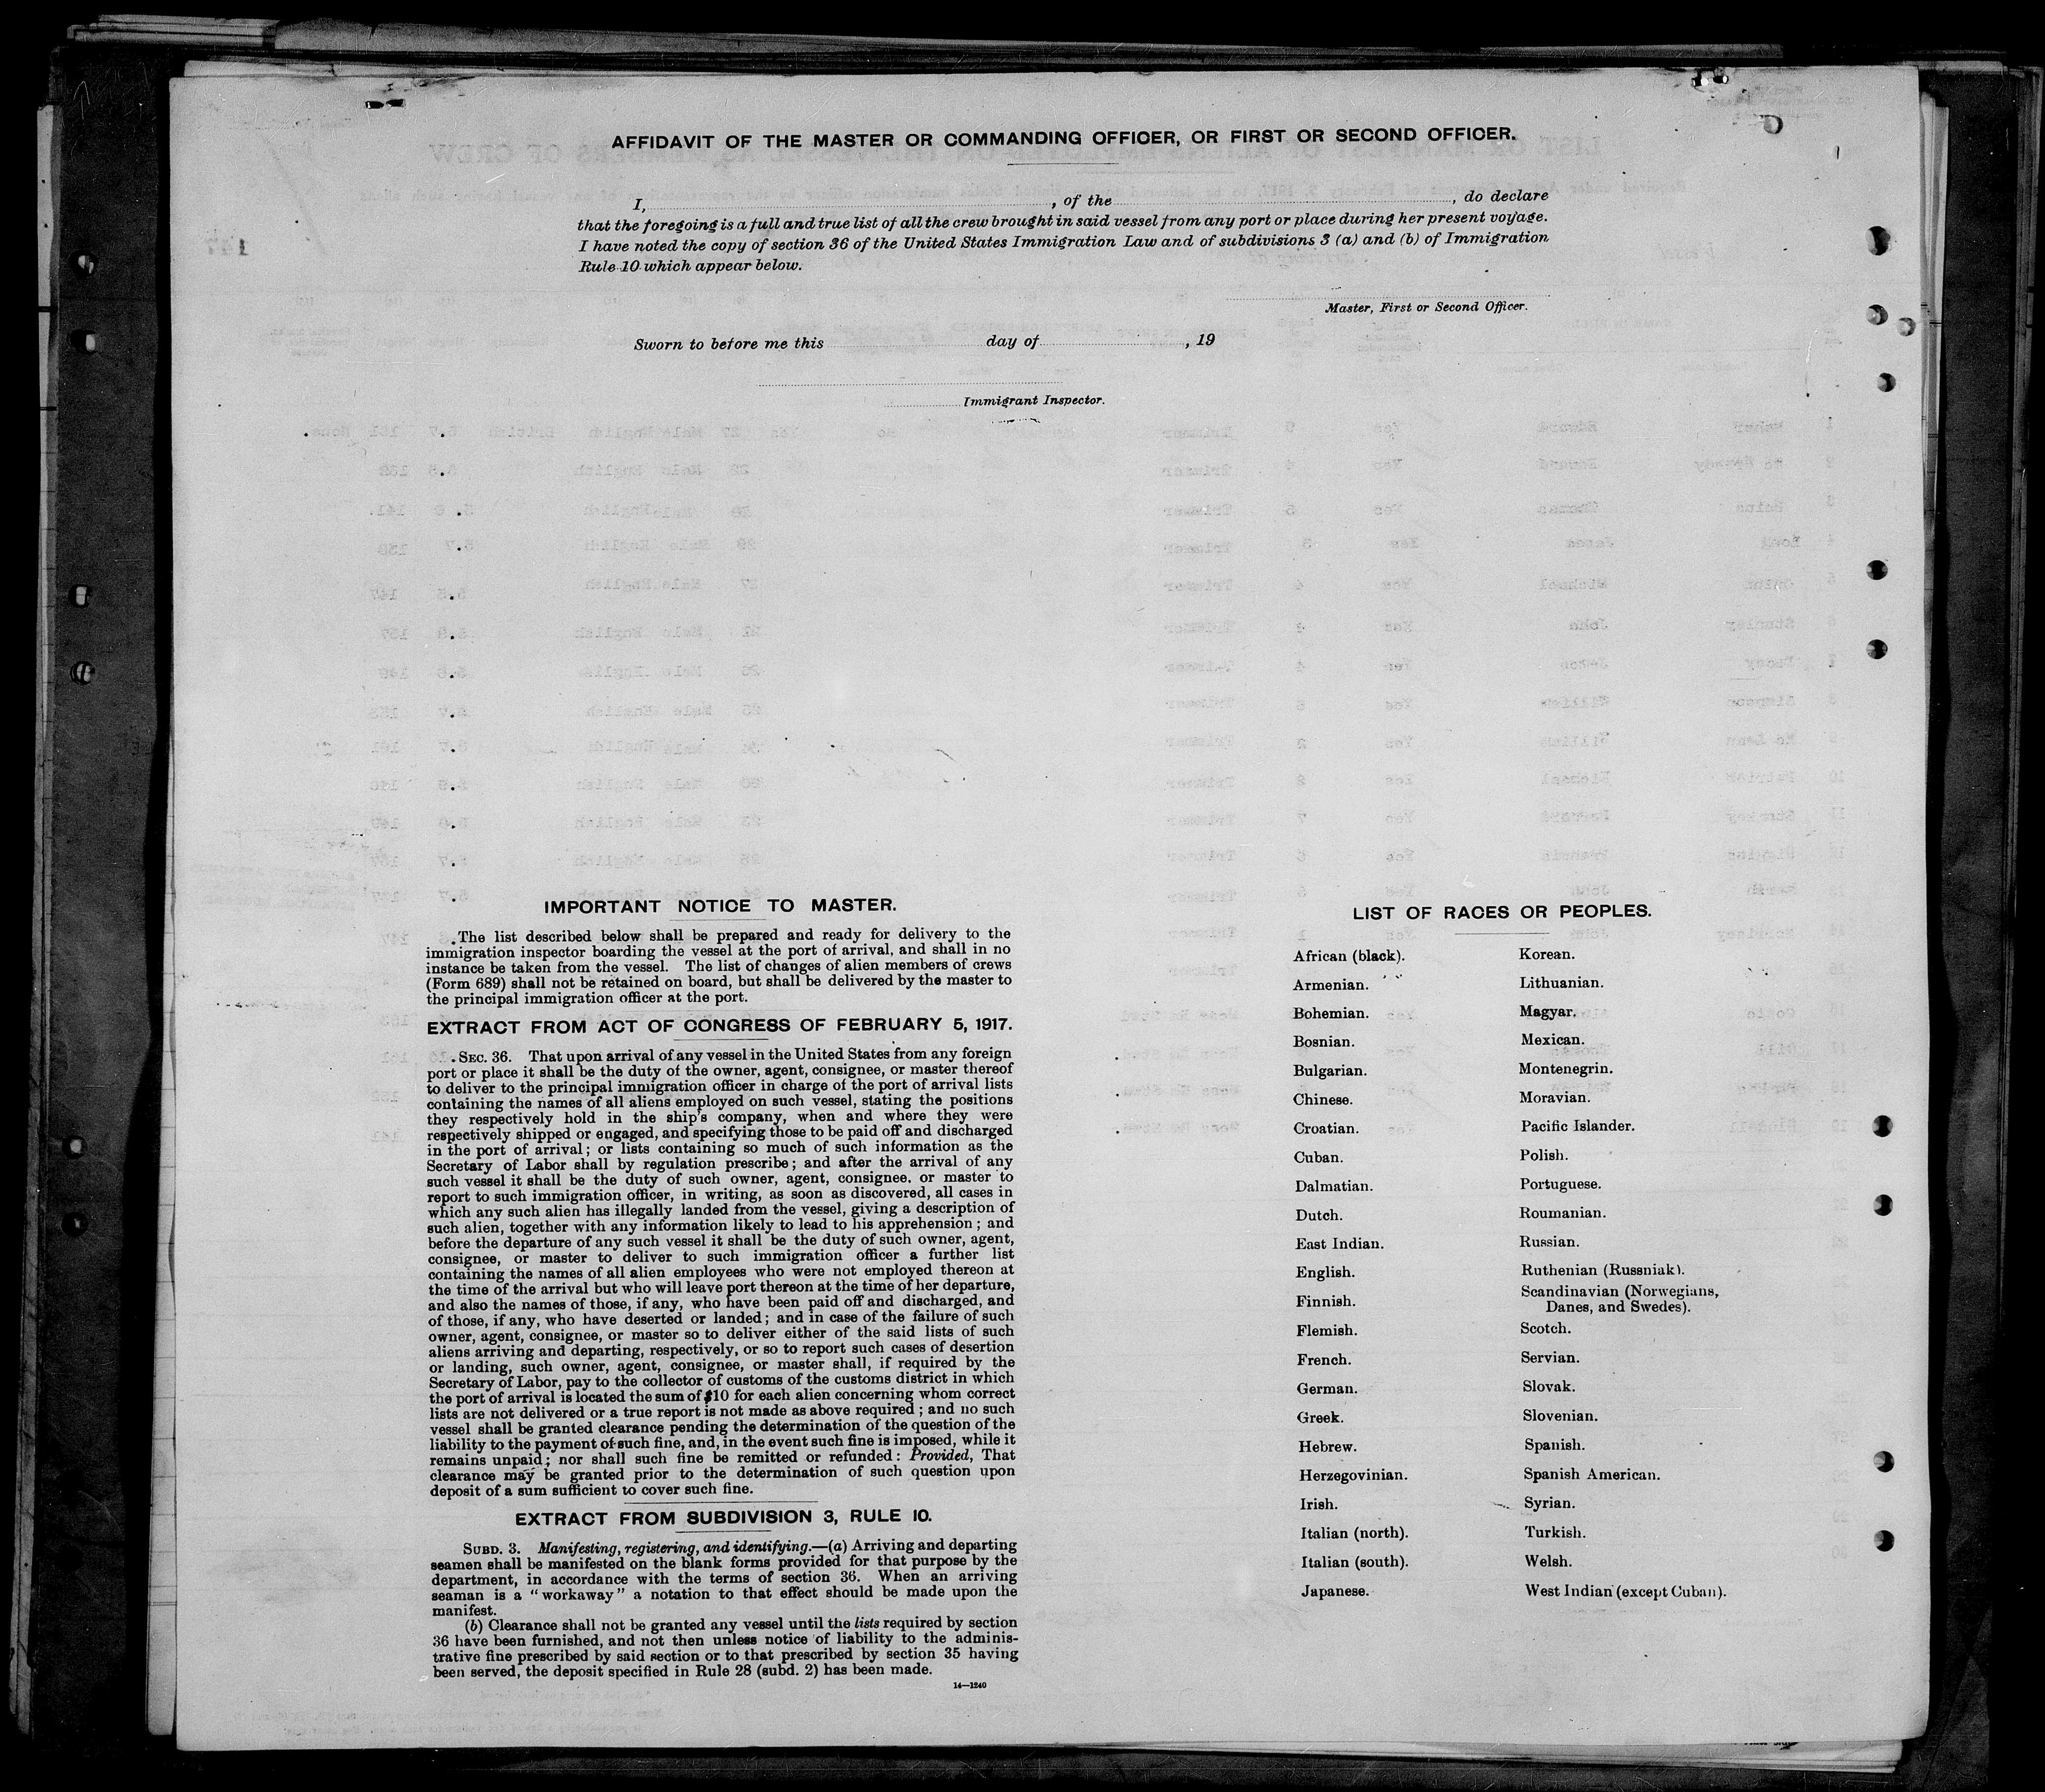 AFFIDAVIT OF THE MASTER OR COMMANDING OFFICER, OR FIRST OR SECOND OFFICER.
I, , of the , do declare
that the foregoing is a full and true list of all the crew brought in said vessel from any port or place during her present voyage.
I have noted the copy of section 36 of the United States Immigration Law and of subdivisions 3 (a) and (b) of Immigration
Rule 10 which appear below.
Master, First or Second Officer.
Sworn to before me this day of , 19
Immigrant Inspector.
IMPORTANT NOTICE TO MASTER.
The list described below shall be prepared and ready for delivery to the
immigration inspector boarding the vessel at the port of arrival, and shall in no
instance be taken from the vessel. The list of changes of alien members of crews
(Form 689) shall not be retained on board, but shall be delivered by the master to
the principal immigration officer at the port.
EXTRACT FROM ACT OF CONGRESS OF FEBRUARY 5, 1917.
SEC. 36. That upon arrival of any vessel in the United States from any foreign
port or place it shall be the duty of the owner, agent, consignee, or master thereof
to deliver to the principal immigration officer in charge of the port of arrival lists
containing the names of all aliens employed on such vessel, stating the positions
they respectively hold in the ship's company, when and where they were
respectively shipped or engaged, and specifying those to be paid off and discharged
in the port of arrival; or lists containing so much of such information as the
Secretary of Labor shall by regulation prescribe; and after the arrival of any
such vessel it shall be the duty of such owner, agent, consignee. or master to
report to such immigration officer, in writing, as soon as discovered, all cases in
which any such alien has illegally landed from the vessel, giving a description of
such alien, together with any information likely to lead to his apprehension; and
before the departure of any such vessel it shall be the duty of such owner, agent,
consignee, or master to deliver to such immigration officer a further list
containing the names of all alien employees who were not employed thereon at
the time of the arrival but who will leave port thereon at the time of her departure,
and also the names of those, if any, who have been paid off and discharged, and
of those, if any, who have deserted or landed; and in case of the failure of such
owner, agent, consignee, or master so to deliver either of the said lists of such
aliens arriving and departing, respectively, or so to report such cases of desertion
or landing, such owner, agent, consignee, or master shall, if required by the
Secretary of Labor, pay to the collector of customs of the customs district in which
the port of arrival is located the sum of $10 for each alien concerning whom correct
lists are not delivered or a true report is not made as above required; and no such
vessel shall be granted clearance pending the determination of the question of the
liability to the payment of such fine, and, in the event such fine is imposed, while it
remains unpaid; nor shall such fine be remitted or refunded: Provided, That
clearance may be granted prior to the determination of such question upon
deposit of a sum sufficient to cover such fine.
EXTRACT FROM SUBDIVISION 3, RULE 10.
SUBD. 3. Manifesting, registering, and identifying.—(a) Arriving and departing
seamen shall be manifested on the blank forms provided for that purpose by the
department, in accordance with the terms of section 36. When an arriving
seaman is a "workaway" a notation to that effect should be made upon the
manifest.
(b) Clearance shall not be granted any vessel until the lists required by section
36 have been furnished, and not then unless notice of liability to the adminis-
trative fine prescribed by said section or to that prescribed by section 35 having
been served, the deposit specified in Rule 28 (subd. 2) has been made.
14—1240
LIST OF RACES OR PEOPLES.
African (black).
Armenian.
Bohemian.
Bosnian.
Bulgarian.
Chinese.
Croatian.
Cuban.
Dalmatian.
Dutch.
East Indian.
English.
Finnish.
Flemish.
French.
German.
Greek.
Hebrew.
Herzegovinian.
Irish.
Italian (north).
Italian (south).
Japanese.
Korean.
Lithuanian.
Magyar.
Mexican.
Montenegrin.
Moravian.
Pacific Islander.
Polish.
Portuguese.
Roumanian.
Russian.
Ruthenian (Russniak).
Scandinavian (Norwegians,
Danes, and Swedes).
Scotch.
Servian.
Slovak.
Slovenian.
Spanish.
Spanish American.
Syrian.
Turkish.
Welsh.
West Indian (except Cuban).